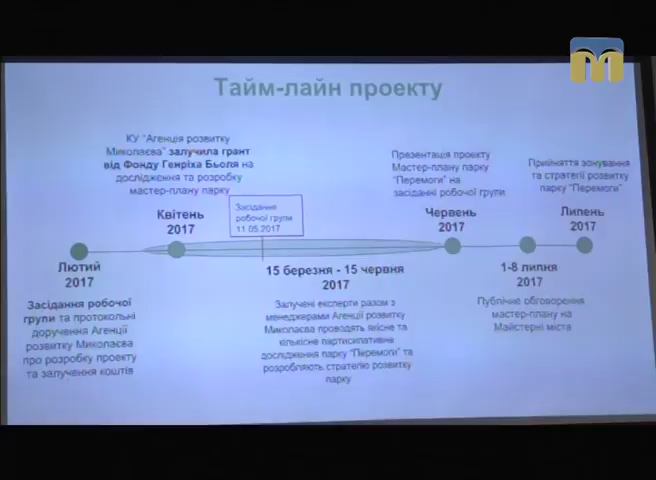 Тайм-лайн проекту
КУ "Агенція розвитку
Миколаєва" залучила грант
від Фонду Генріха Бьоля на
дослідження та розробку
мастер-плану парку
Квітень
2017
Засідання
робочої групи
11.05.2017
Презентація проекту
Мастер-плану парку
"Перемоги" на
засіданні робочої групи
Червень
2017
Прийняття зонування
та стратегії розвитку
парку "Перемоги"
Липень
2017
Лютий
2017
Засідання робочої
групи та протокольні
доручення Агенції
розвитку Миколаєва
про розробку проекту
та залучення коштів
15 березня - 15 червня
2017
Залучені експерти разом з
менеджерами Агенції розвитку
Миколаєва проводять якісне та
кількісне партисипативне
дослідження парку "Перемоги" та
розробляють стратегію розвитку
парку
1-8 липня
2017
Публічне обговорення
мастер-плану на
Майстерні міста